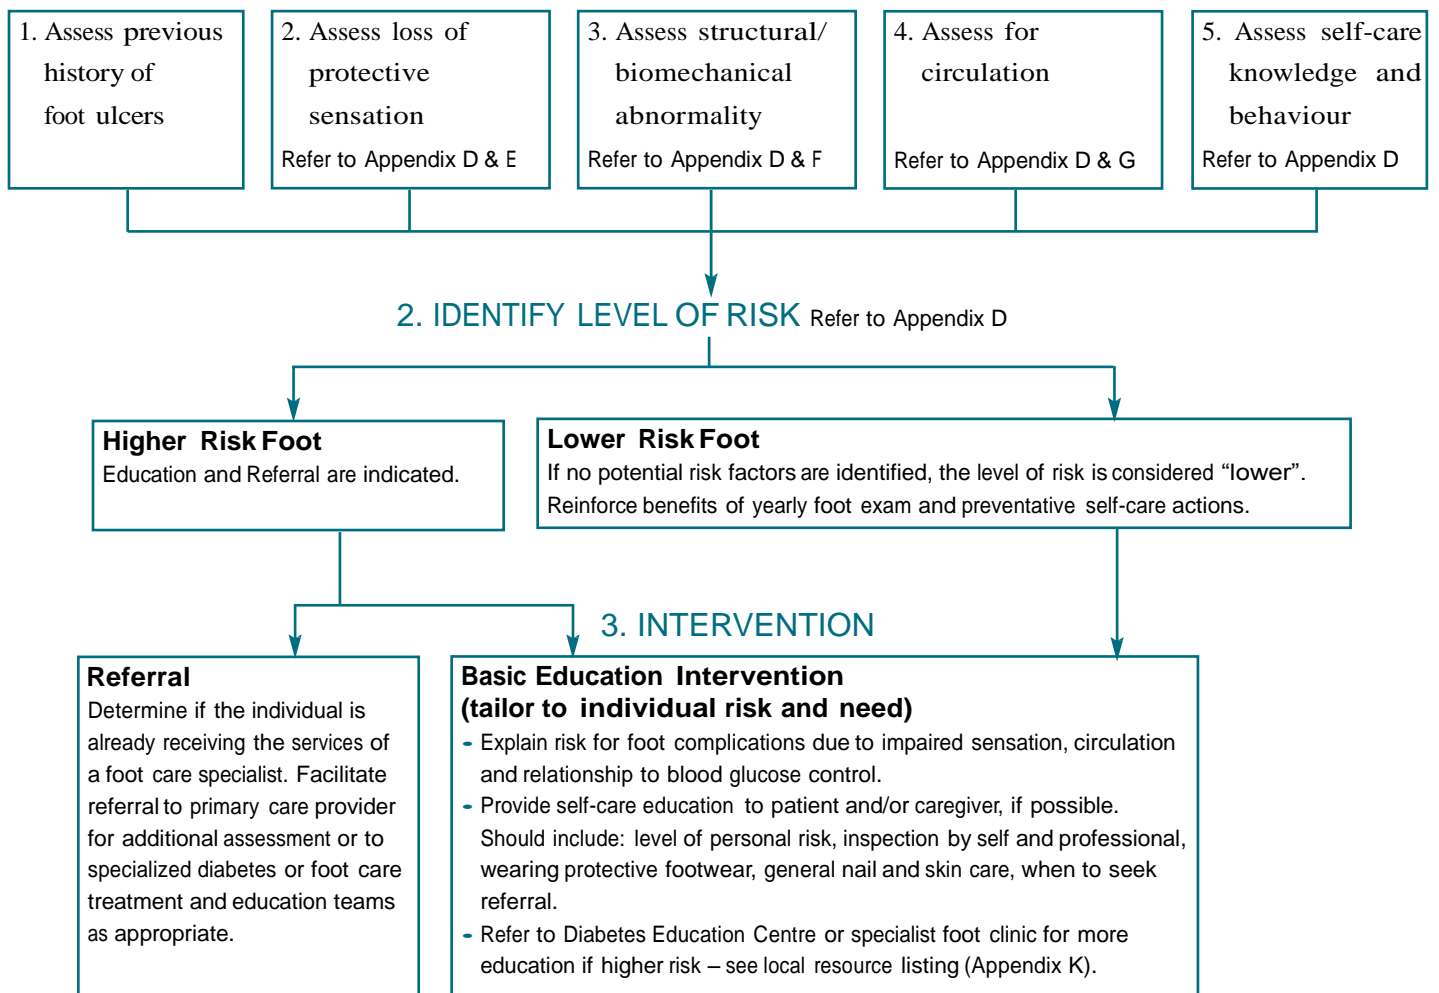 1. Assess previous
history of
foot ulcers
2. Assess loss of
protective
sensation
Refer to Appendix D & E
3. Assess structural/
biomechanical
abnormality
Refer to Appendix D & F
4. Assess for
circulation
Refer to Appendix D & G
5. Assess self-care
knowledge and
behaviour
Refer to Appendix D
2. IDENTIFY LEVEL OF RISK Refer to Appendix D
Higher Risk Foot
Education and Referral are indicated.
Lower Risk Foot
If no potential risk factors are identified, the level of risk is considered “lower”.
Reinforce benefits of yearly foot exam and preventative self-care actions.
3. INTERVENTION
Referral
Determine if the individual is
already receiving the services of
a foot care specialist. Facilitate
referral to primary care provider
for additional assessment or to
specialized diabetes or foot care
treatment and education teams
as appropriate.
Basic Education Intervention
(tailor to individual risk and need)
- Explain risk for foot complications due to impaired sensation, circulation
and relationship to blood glucose control.
- Provide self-care education to patient and/or caregiver, if possible.
Should include: level of personal risk, inspection by self and professional,
wearing protective footwear, general nail and skin care, when to seek
referral.
- Refer to Diabetes Education Centre or specialist foot clinic for more
education if higher risk – see local resource listing (Appendix K).